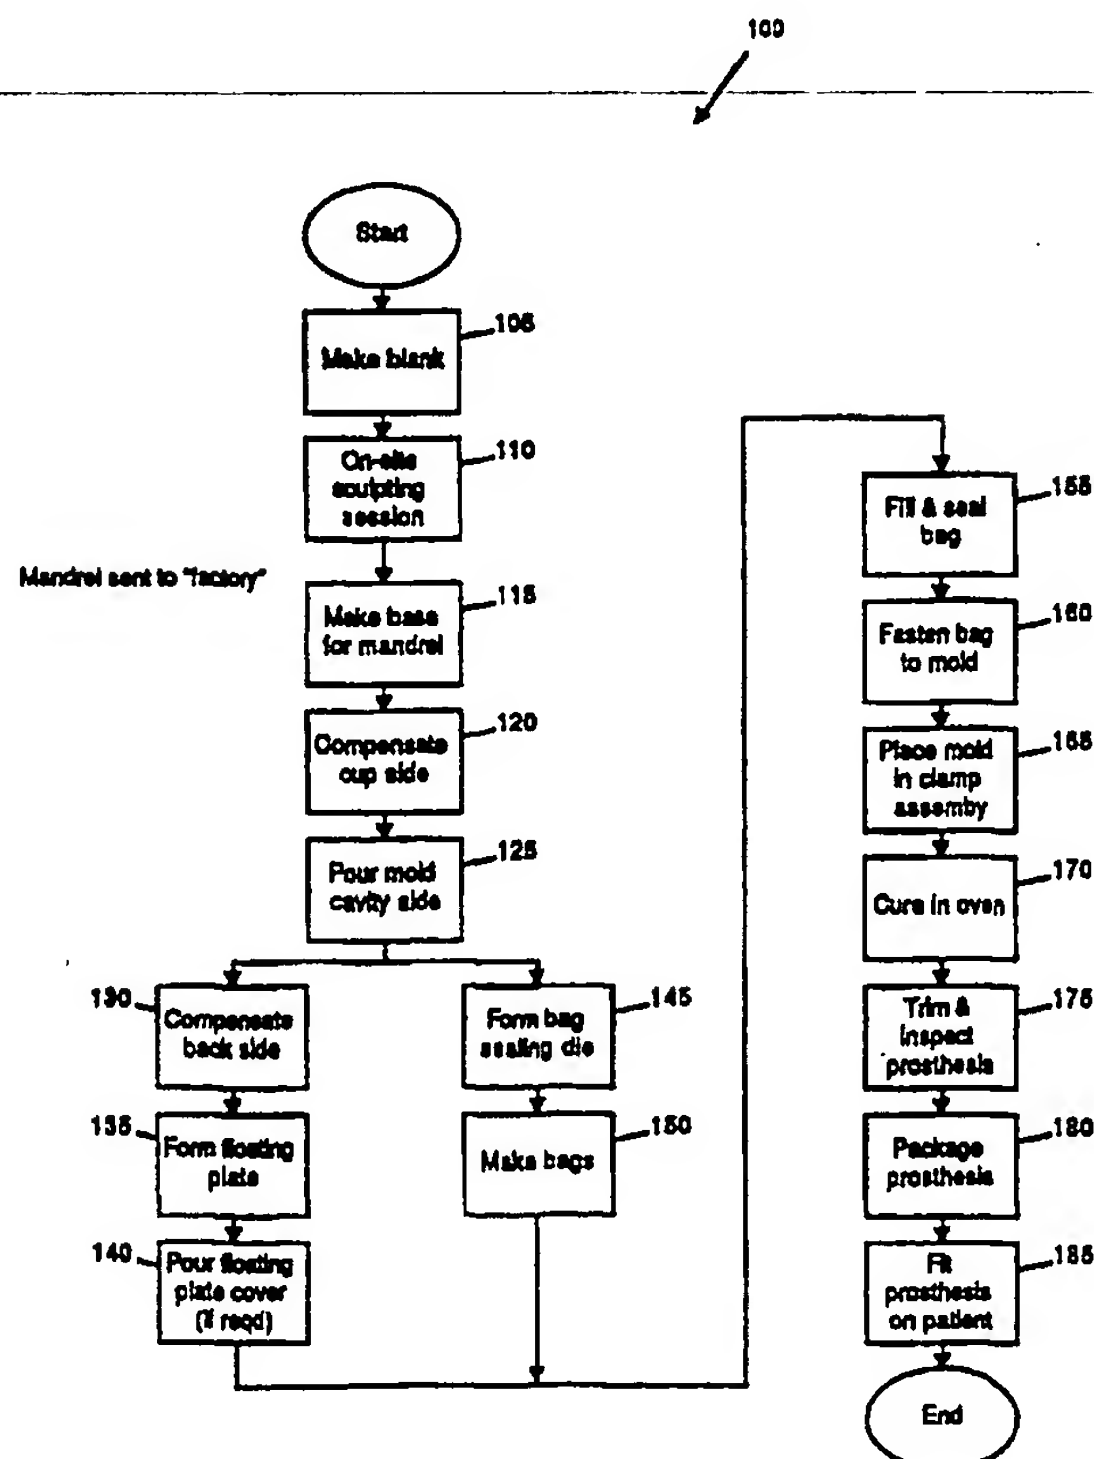 100
Start
105
Make blank
110
On-site
sculpting
session
Mandrel sent to "factory"
115
Make base
for mandrel
120
Compensate
cup side
125
Pour mold
cavity side
130
Compensate
back side
135
Form floating
plate
140
Pour floating
plate cover
(if reqd)
145
Form bag
sealing die
150
Make bags
155
Fill & seal
bag
160
Fasten bag
to mold
165
Place mold
in clamp
assemby
170
Cure in oven
175
Trim &
inspect
prosthesis
180
Package
prosthesis
185
Fit
prosthesis
on patient
End